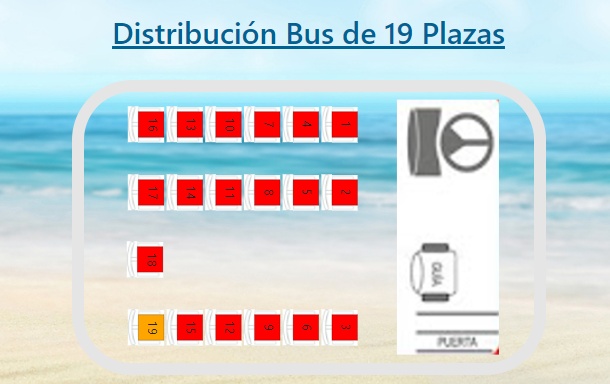 Distribución Bus de 19 Plazas
16 13 10 7 4 1
17 14 11 8 5 2
18
GUÍA
19 15 12 9 6 3
PUERTA